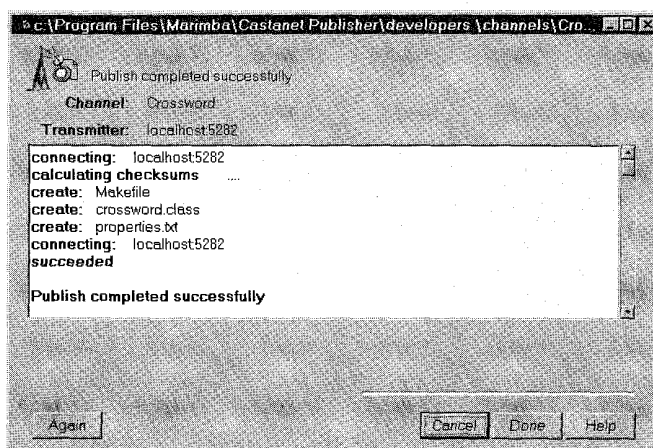 c:\Program Files\Marimba\Castanet Publisher\developers \channels\Cro...
Publish completed successfully
Channel: Crossword
Transmitter: localhost:5282
connecting: localhost:5282
calculating checksums ....
create: Makefile
create: crossword.class
create: properties.txt
connecting: localhost:5282
succeeded
Publish completed successfully
Again
Cancel
Done
Help